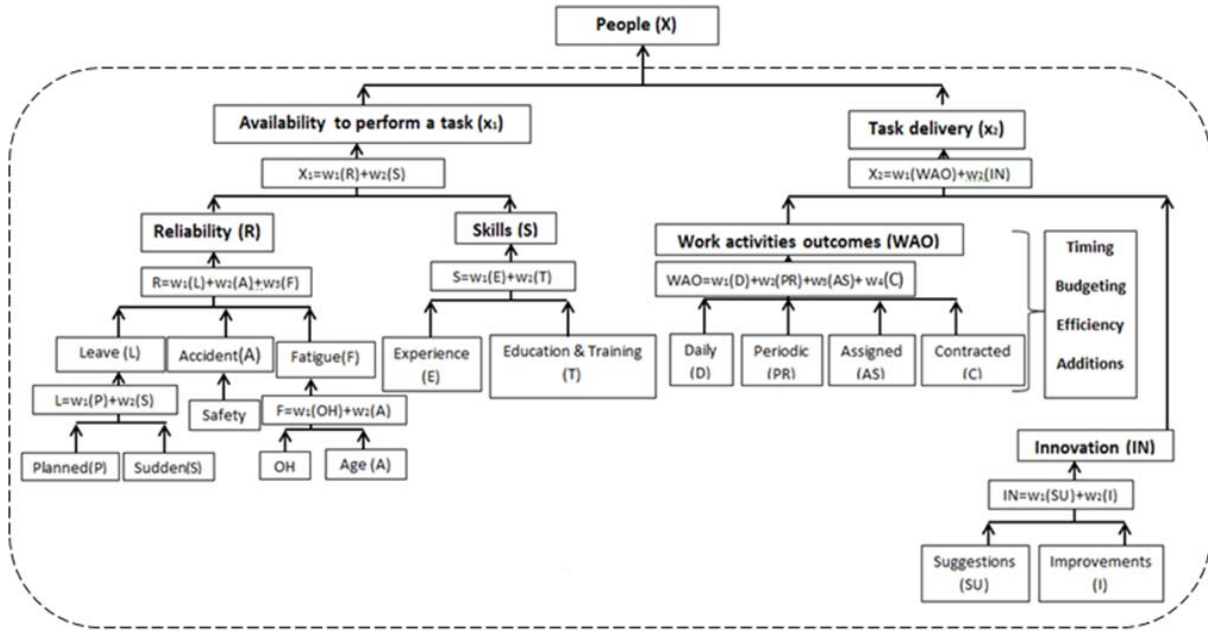 People (X)
Availability to perform a task (x₁)
Task delivery (x₂)
X₁=w₁(R)+w₂(S)
X₂=w₁(WAO)+w₂(IN)
Reliability (R)
Skills (S)
Work activities outcomes (WAO)
Timing
Budgeting
Efficiency
Additions
R=w₁(L)+w₂(A)+w₃(F)
S=w₁(E)+w₂(T)
WAO=w₁(D)+w₂(PR)+w₃(AS)+w₄(C)
Leave (L)
Accident(A)
Fatigue(F)
Experience
(E)
Education & Training
(T)
Daily
(D)
Periodic
(PR)
Assigned
(AS)
Contracted
(C)
L=w₁(P)+w₂(S)
Safety
F=w₁(OH)+w₂(A)
Planned(P)
Sudden(S)
OH
Age (A)
Innovation (IN)
IN=w₁(SU)+w₂(I)
Suggestions
(SU)
Improvements
(I)